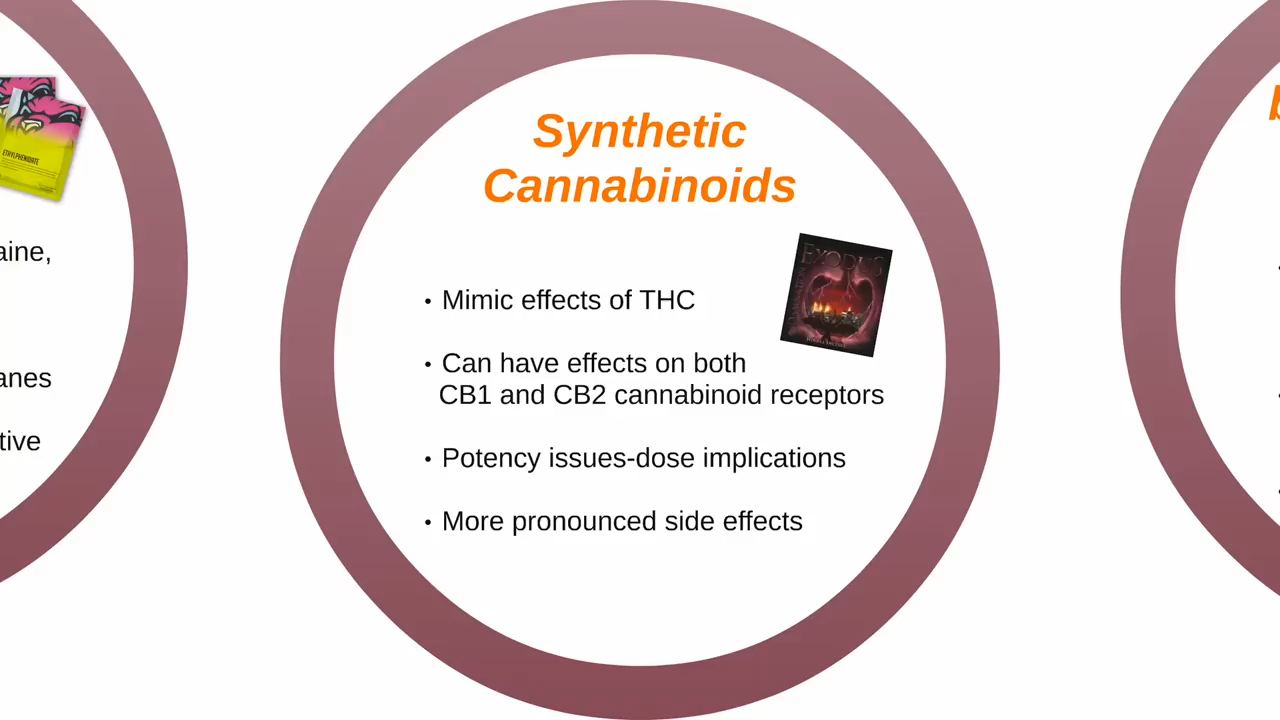 ETHYLPHENIDATE
aine,
anes
tive
Synthetic
Cannabinoids
EXODUS
DAMNATION
• Mimic effects of THC
• Can have effects on both
CB1 and CB2 cannabinoid receptors
• Potency issues-dose implications
• More pronounced side effects